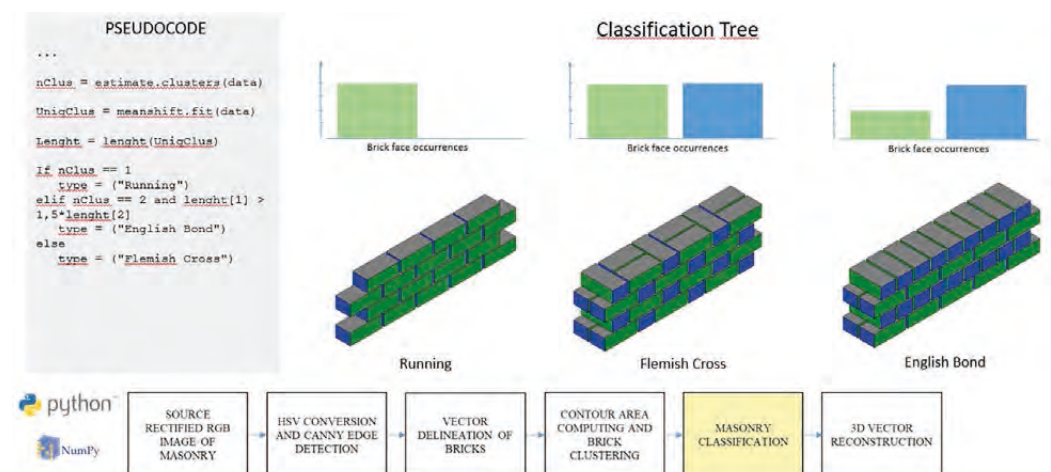 PSEUDOCODE
...
nClus = estimate.clusters(data)
UniqClus = meanshift.fit(data)
Lenght = lenght(UniqClus)
If nClus == 1
type = ("Running")
elif nClus == 2 and lenght[1] >
1,5*lenght[2]
type = ("English Bond")
else
type = ("Flemish Cross")
Classification Tree
Brick face occurrences
Brick face occurrences
Brick face occurrences
Running
Flemish Cross
English Bond
python
NumPy
SOURCE
RECTIFIED RGB
IMAGE OF
MASONRY
HSV CONVERSION
AND CANNY EDGE
DETECTION
VECTOR
DELINEATION OF
BRICKS
CONTOUR AREA
COMPUTING AND
BRICK
CLUSTERING
MASONRY
CLASSIFICATION
3D VECTOR
RECONSTRUCTION